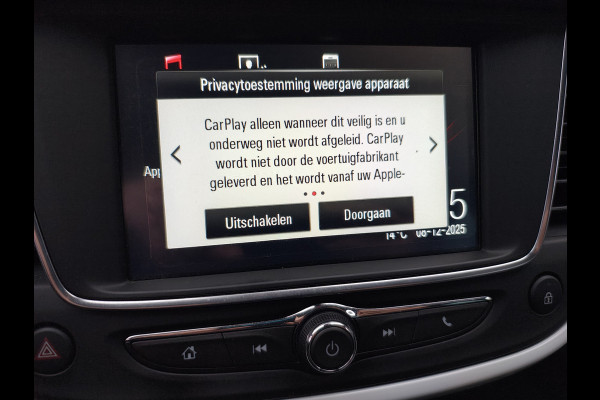 Privacytoestemming weergave apparaat
CarPlay alleen wanneer dit veilig is en u
onderweg niet wordt afgeleid. CarPlay
wordt niet door de voertuigfabrikant
geleverd en het wordt vanaf uw Apple-
Uitschakelen Doorgaan
14°C 08-12-2025